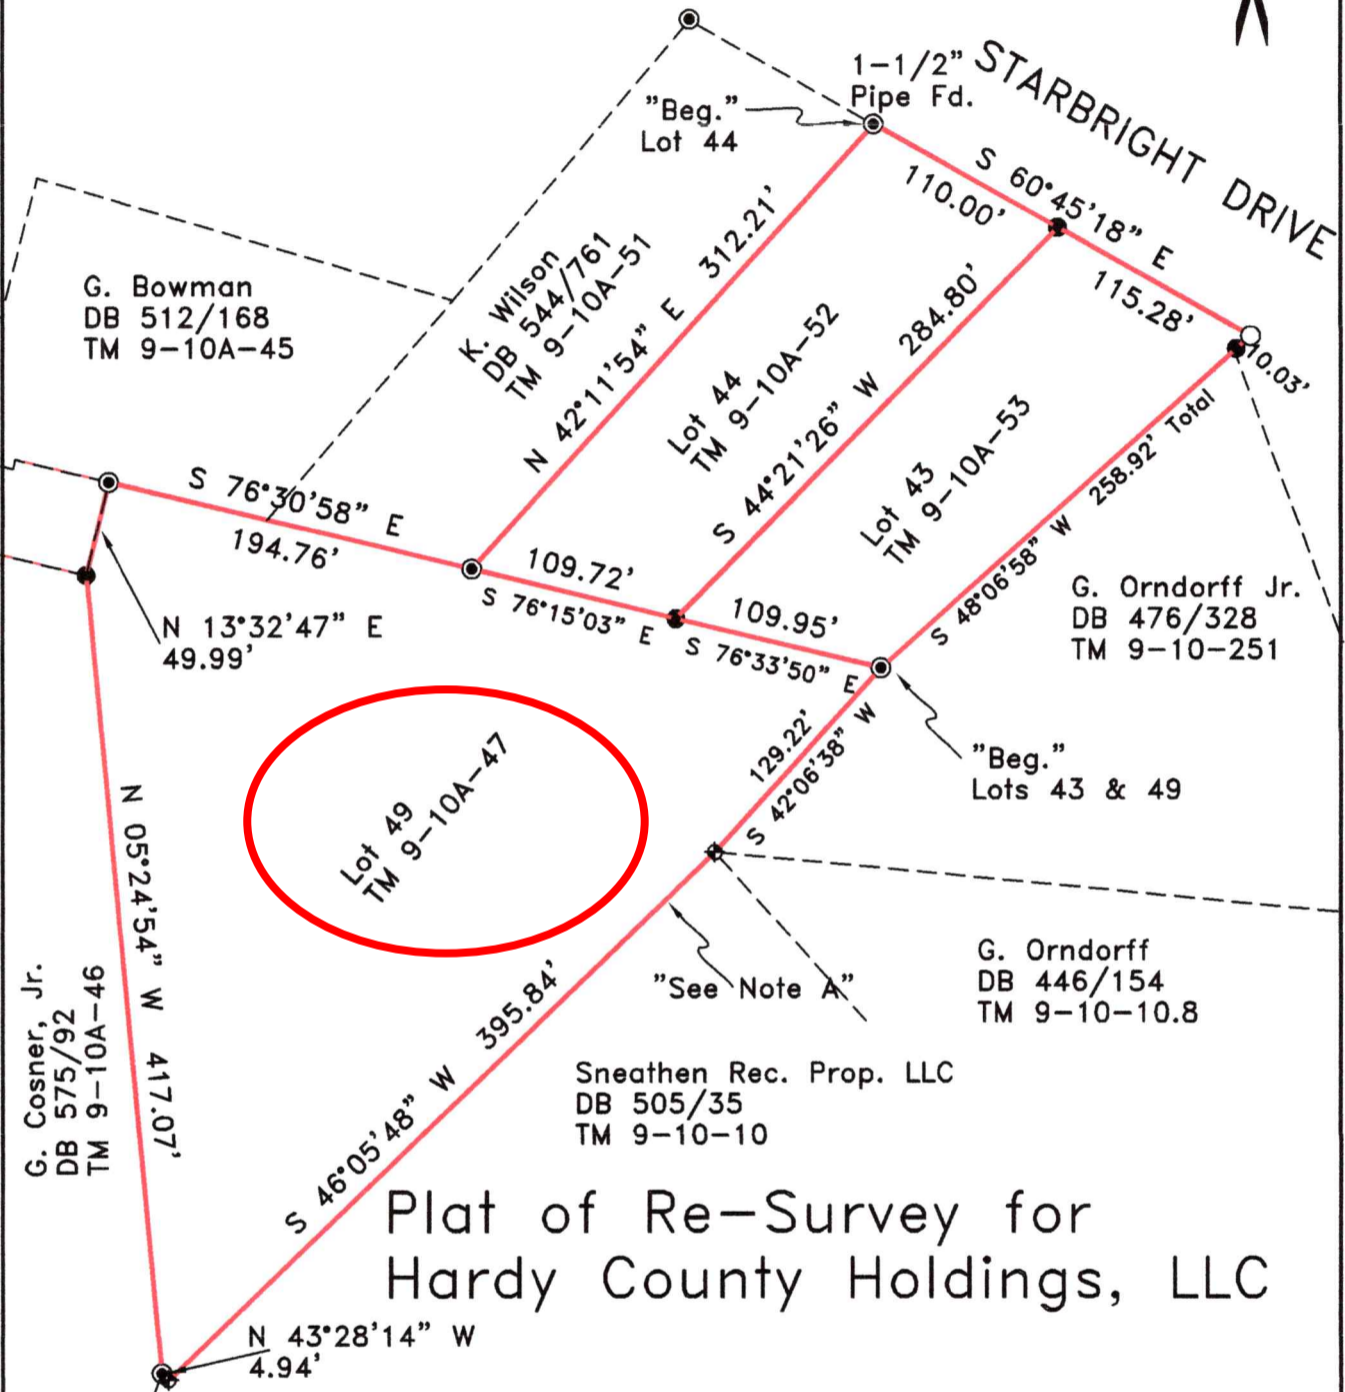 STARBRIGHT DRIVE
1-1/2" Pipe Fd.
"Beg."
Lot 44
S 60°45'18" E
110.00'
115.28'
10.03'
G. Bowman
DB 512/168
TM 9-10A-45
K. Wilson
DB 544/761
TM 9-10A-51
N 42°11'54" E 312.21'
Lot 44
TM 9-10A-52
S 44°21'26" W 284.80'
Lot 43
TM 9-10A-53
S 48°06'58" W 258.92' Total
S 76°30'58" E
194.76'
109.72'
S 76°15'03" E
109.95'
S 76°33'50" E
G. Orndorff Jr.
DB 476/328
TM 9-10-251
N 13°32'47" E
49.99'
129.22'
S 42°06'38" W
"Beg."
Lots 43 & 49
Lot 49
TM 9-10A-47
N 05°24'54" W 417.07'
G. Cosner, Jr.
DB 575/92
TM 9-10A-46
"See Note A"
G. Orndorff
DB 446/154
TM 9-10-10.8
S 46°05'48" W 395.84'
Sneathen Rec. Prop. LLC
DB 505/35
TM 9-10-10
Plat of Re-Survey for
Hardy County Holdings, LLC
N 43°28'14" W
4.94'